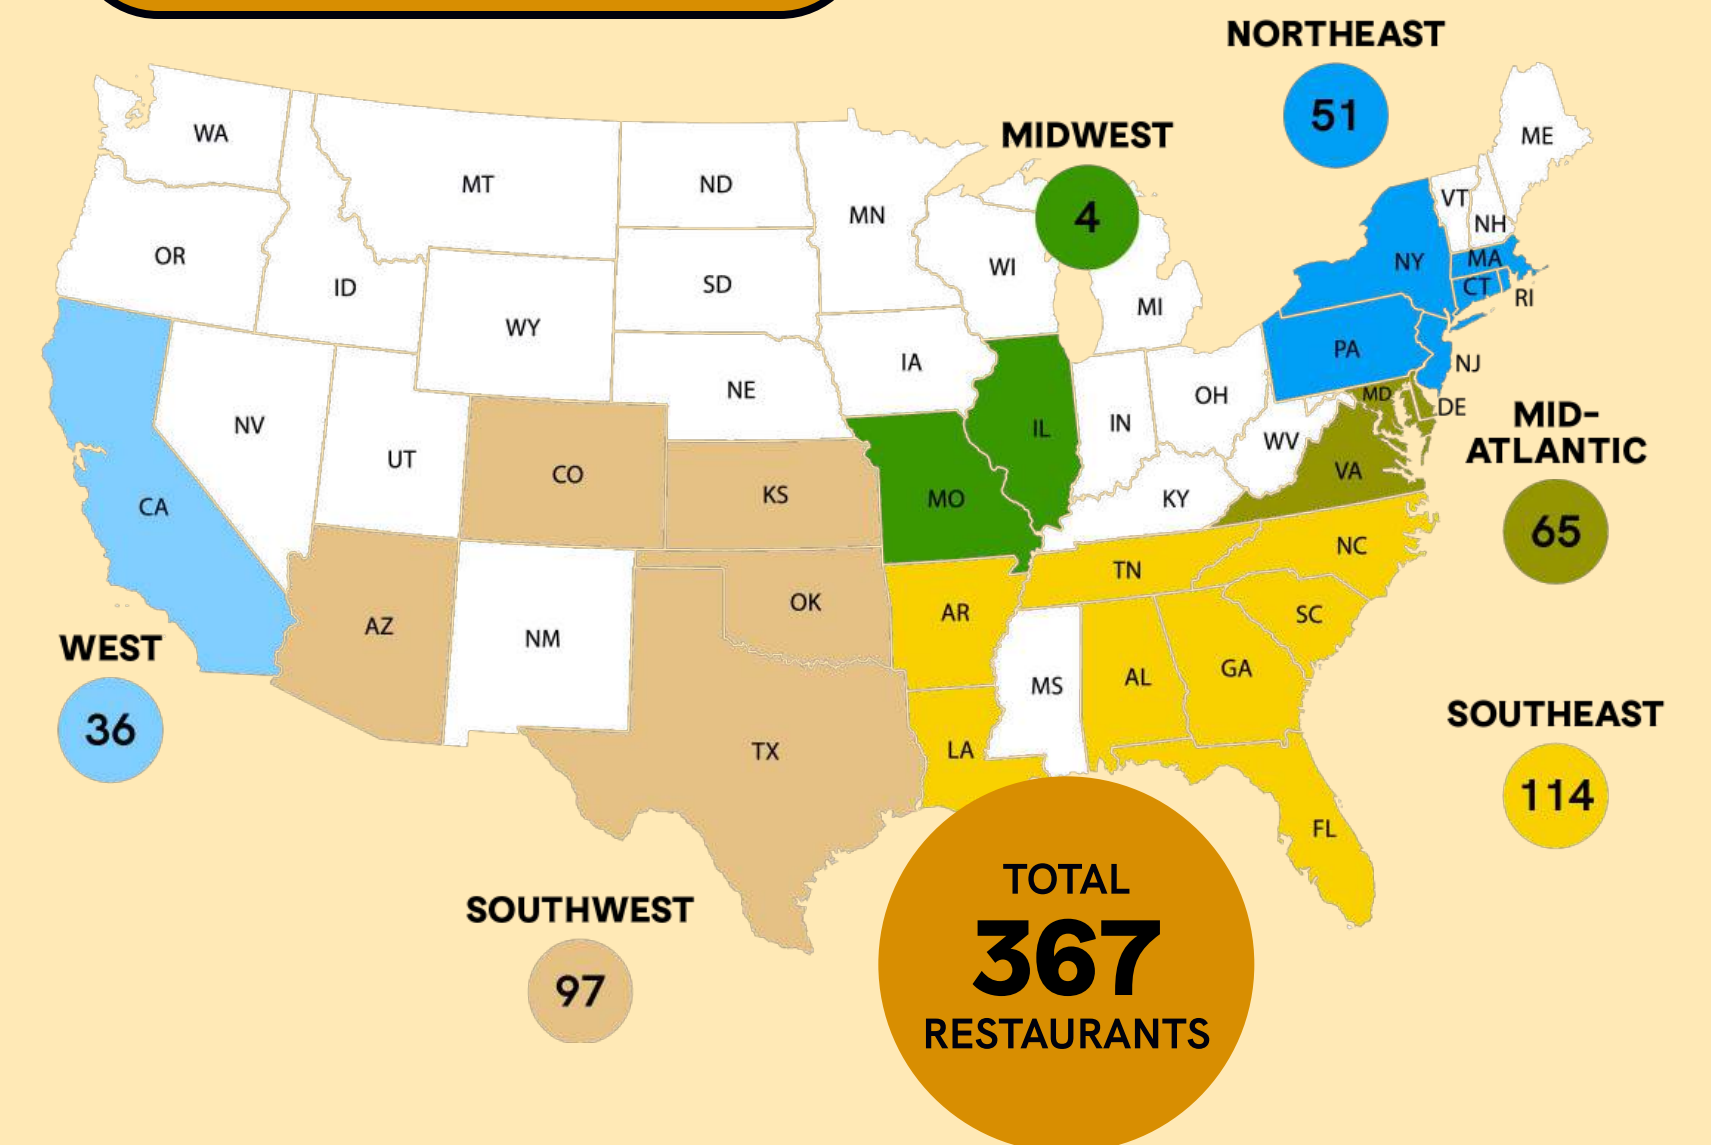 NORTHEAST
51
MIDWEST
4
WA
MT
ND
MN
ME
VT
NH
OR
ID
SD
WI
MI
NY
MA
CT
RI
WY
IA
PA
NJ
NE
OH
MD
DE
MID-
ATLANTIC
65
NV
UT
CO
KS
IL
IN
WV
VA
CA
MO
KY
NC
TN
AZ
NM
OK
AR
SC
MS
AL
GA
WEST
36
TX
LA
FL
SOUTHEAST
114
SOUTHWEST
97
TOTAL
367
RESTAURANTS